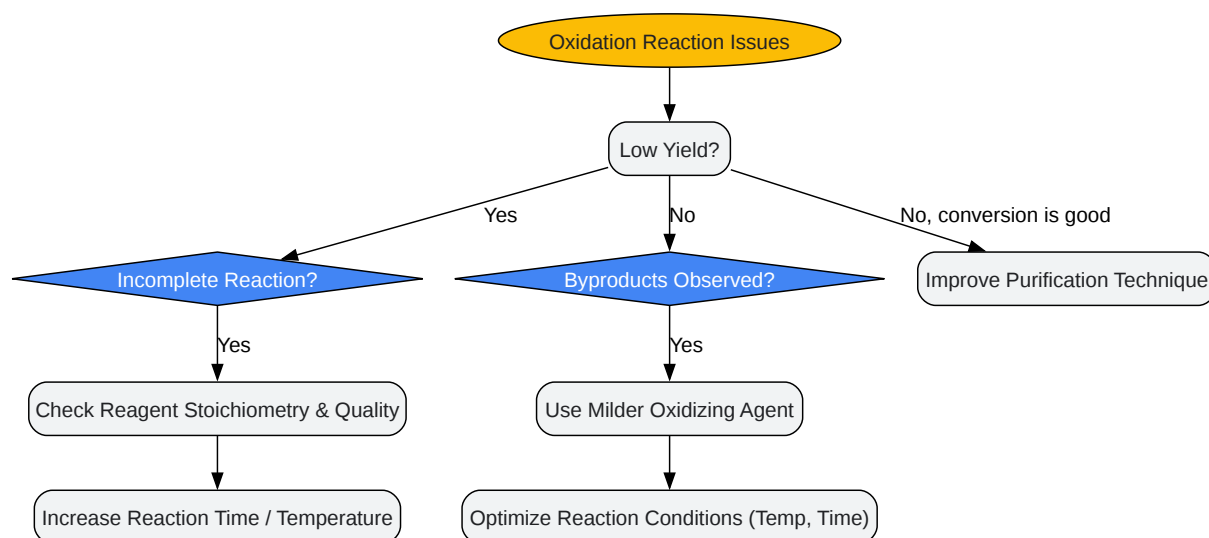 Oxidation Reaction Issues
Low Yield?
Yes
No
No, conversion is good
Incomplete Reaction?
Byproducts Observed?
Improve Purification Technique
Yes
Yes
Check Reagent Stoichiometry & Quality
Use Milder Oxidizing Agent
Increase Reaction Time / Temperature
Optimize Reaction Conditions (Temp, Time)